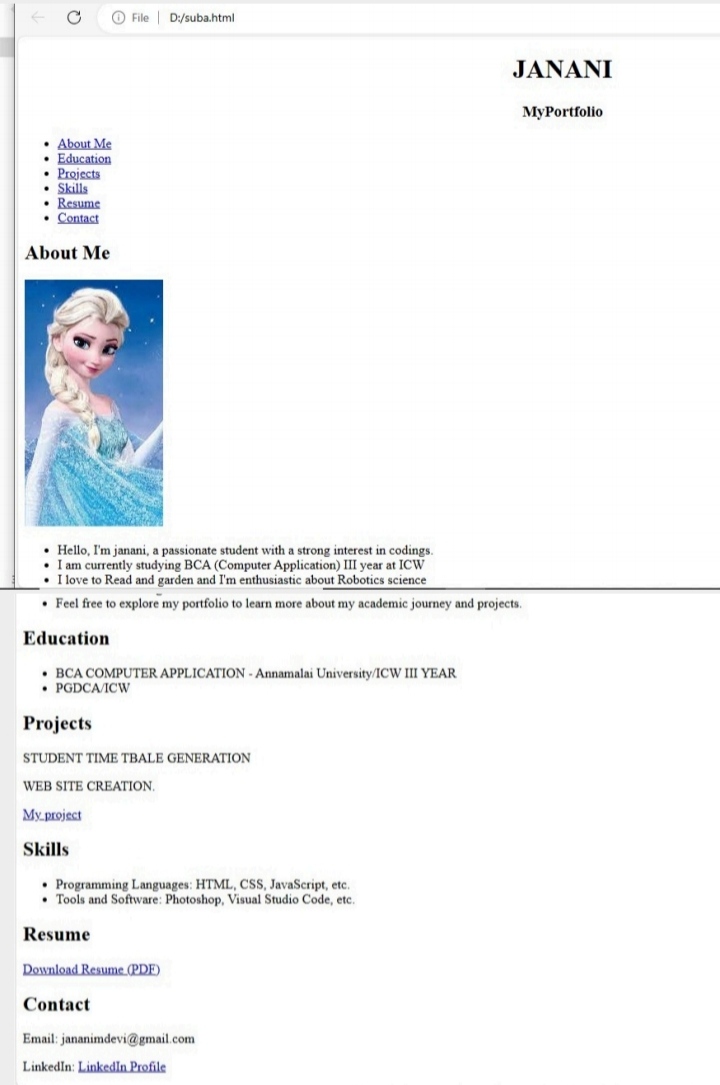 File
D:/suba.html
JANANI
MyPortfolio
About Me
Education
Projects
Skills
Resume
Contact
About Me
Hello, I'm janani, a passionate student with a strong interest in codings.
I am currently studying BCA (Computer Application) III year at ICW
I love to Read and garden and I'm enthusiastic about Robotics science
Feel free to explore my portfolio to learn more about my academic journey and projects.
Education
BCA COMPUTER APPLICATION - Annamalai University/ICW III YEAR
PGDCA/ICW
Projects
STUDENT TIME TBALE GENERATION
WEB SITE CREATION.
My project
Skills
Programming Languages: HTML, CSS, JavaScript, etc.
Tools and Software: Photoshop, Visual Studio Code, etc.
Resume
Download Resume (PDF)
Contact
Email: jananimdevi@gmail.com
LinkedIn: LinkedIn Profile